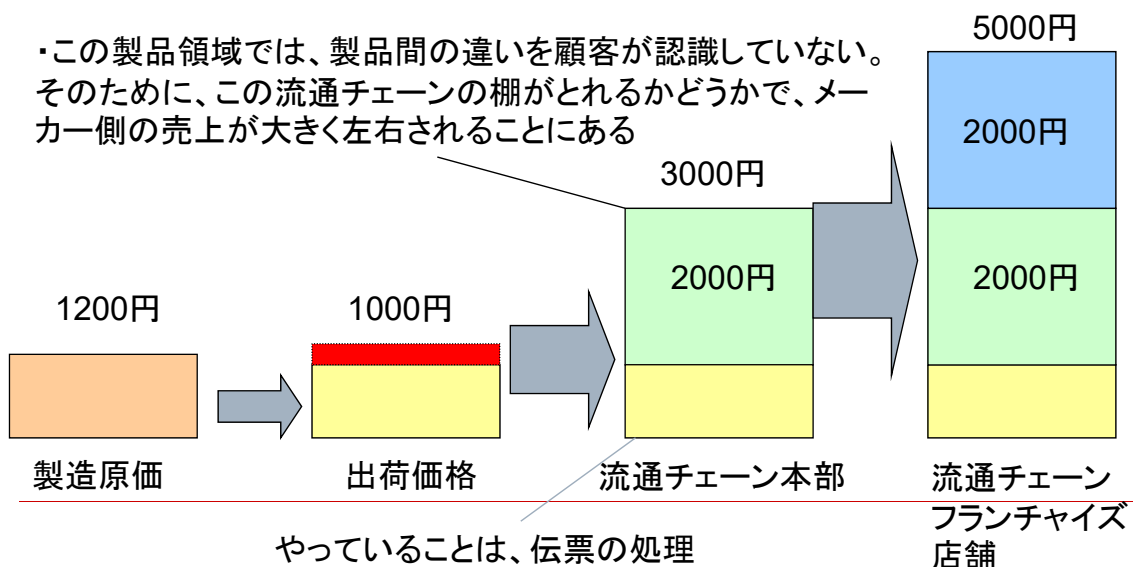 ・この製品領域では、製品間の違いを顧客が認識していない。
そのために、この流通チェーンの棚がとれるかどうかで、メー
カー側の売上が大きく左右されることにある
5000円
2000円
3000円
2000円
2000円
1200円
1000円
製造原価
出荷価格
流通チェーン本部
流通チェーン
フランチャイズ
店舗
やっていることは、伝票の処理